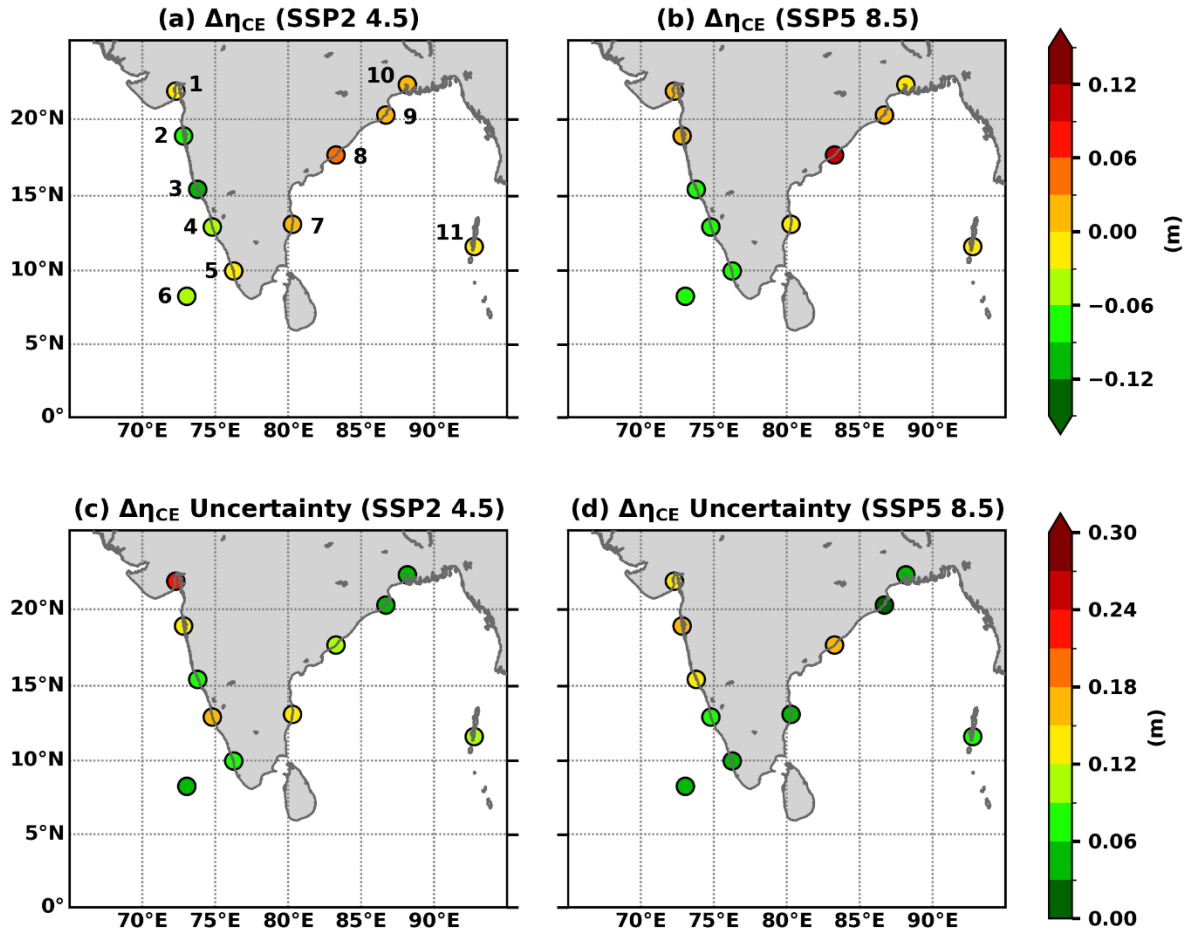 (a) Δη_CE (SSP2 4.5)
(b) Δη_CE (SSP5 8.5)
20°N
15°N
10°N
5°N
0°
1
2
3
4
5
6
7
8
9
10
11
70°E 75°E 80°E 85°E 90°E
70°E 75°E 80°E 85°E 90°E
0.12
0.06
0.00
−0.06
−0.12
(m)
(c) Δη_CE Uncertainty (SSP2 4.5)
(d) Δη_CE Uncertainty (SSP5 8.5)
20°N
15°N
10°N
5°N
0°
70°E 75°E 80°E 85°E 90°E
70°E 75°E 80°E 85°E 90°E
0.30
0.24
0.18
0.12
0.06
0.00
(m)